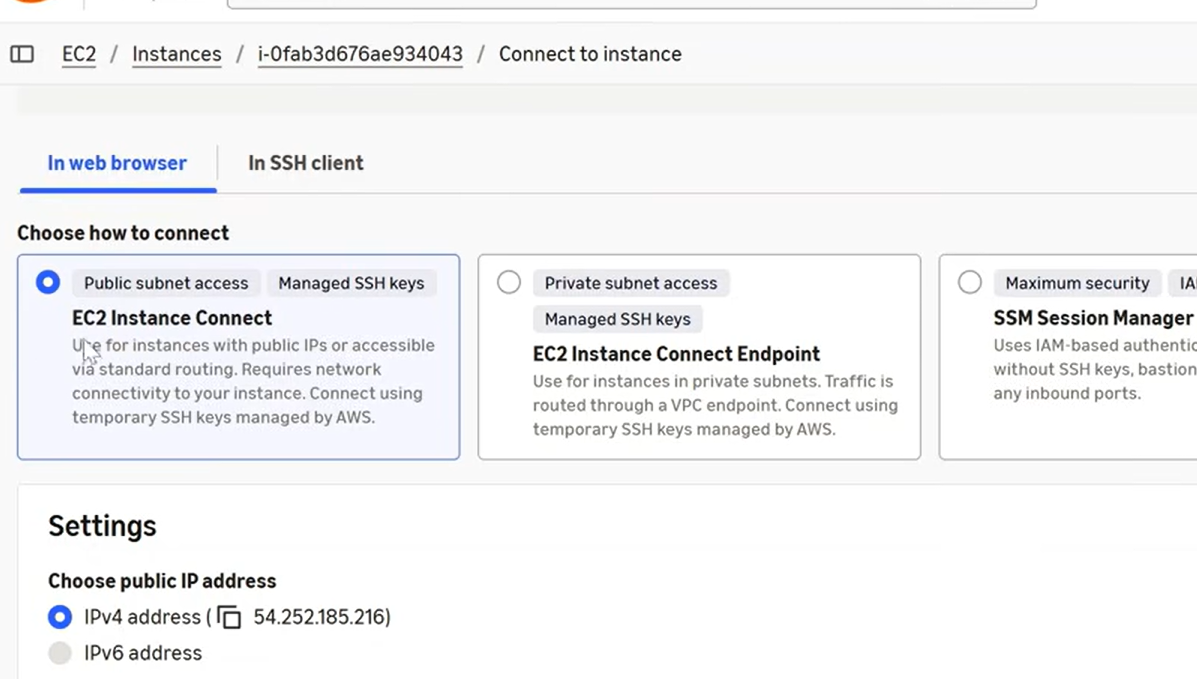 EC2 / Instances / i-0fab3d676ae934043 / Connect to instance
In web browser
In SSH client
Choose how to connect
Public subnet access
Managed SSH keys
EC2 Instance Connect
Use for instances with public IPs or accessible
via standard routing. Requires network
connectivity to your instance. Connect using
temporary SSH keys managed by AWS.
Private subnet access
Managed SSH keys
EC2 Instance Connect Endpoint
Use for instances in private subnets. Traffic is
routed through a VPC endpoint. Connect using
temporary SSH keys managed by AWS.
Maximum security
SSM Session Manager
Uses IAM-based
without SSH keys,
any inbound ports.
Settings
Choose public IP address
IPv4 address ( 54.252.185.216)
IPv6 address